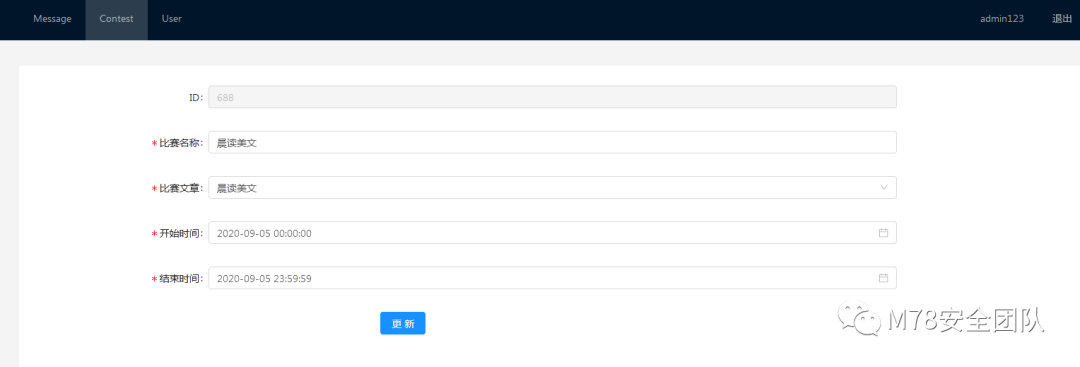 Message Contest User admin123 退出
ID: 688
* 比赛名称: 晨读美文
* 比赛文章: 晨读美文
* 开始时间: 2020-09-05 00:00:00
* 结束时间: 2020-09-05 23:59:59
更新
M78安全团队